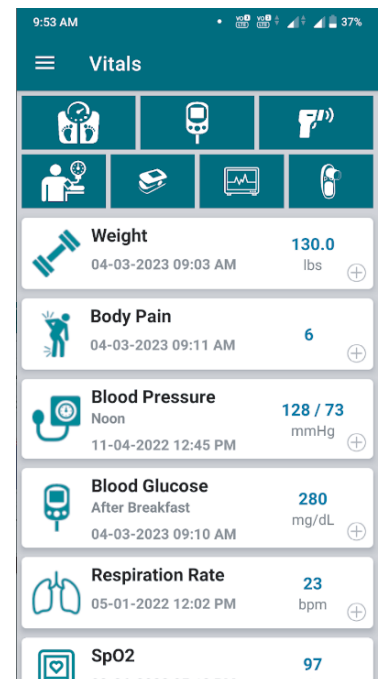 9:53 AM
37%
Vitals
Weight
04-03-2023 09:03 AM
130.0
lbs
Body Pain
04-03-2023 09:11 AM
6
Blood Pressure
Noon
11-04-2022 12:45 PM
128 / 73
mmHg
Blood Glucose
After Breakfast
04-03-2023 09:10 AM
280
mg/dL
Respiration Rate
05-01-2022 12:02 PM
23
bpm
SpO2
97